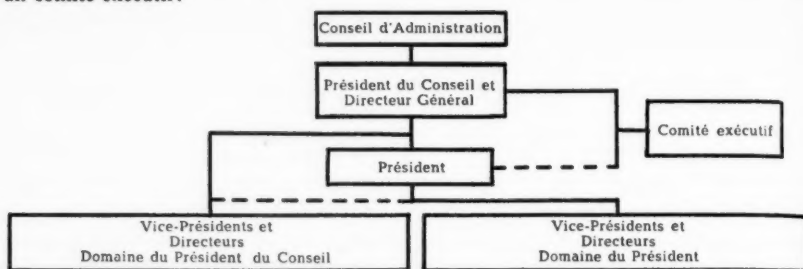 un comité exécutif.
Conseil d'Administration
Président du Conseil et
Directeur Général
Comité exécutif
Président
Vice-Présidents et
Directeurs
Domaine du Président du Conseil
Vice-Présidents et
Directeurs
Domaine du Président